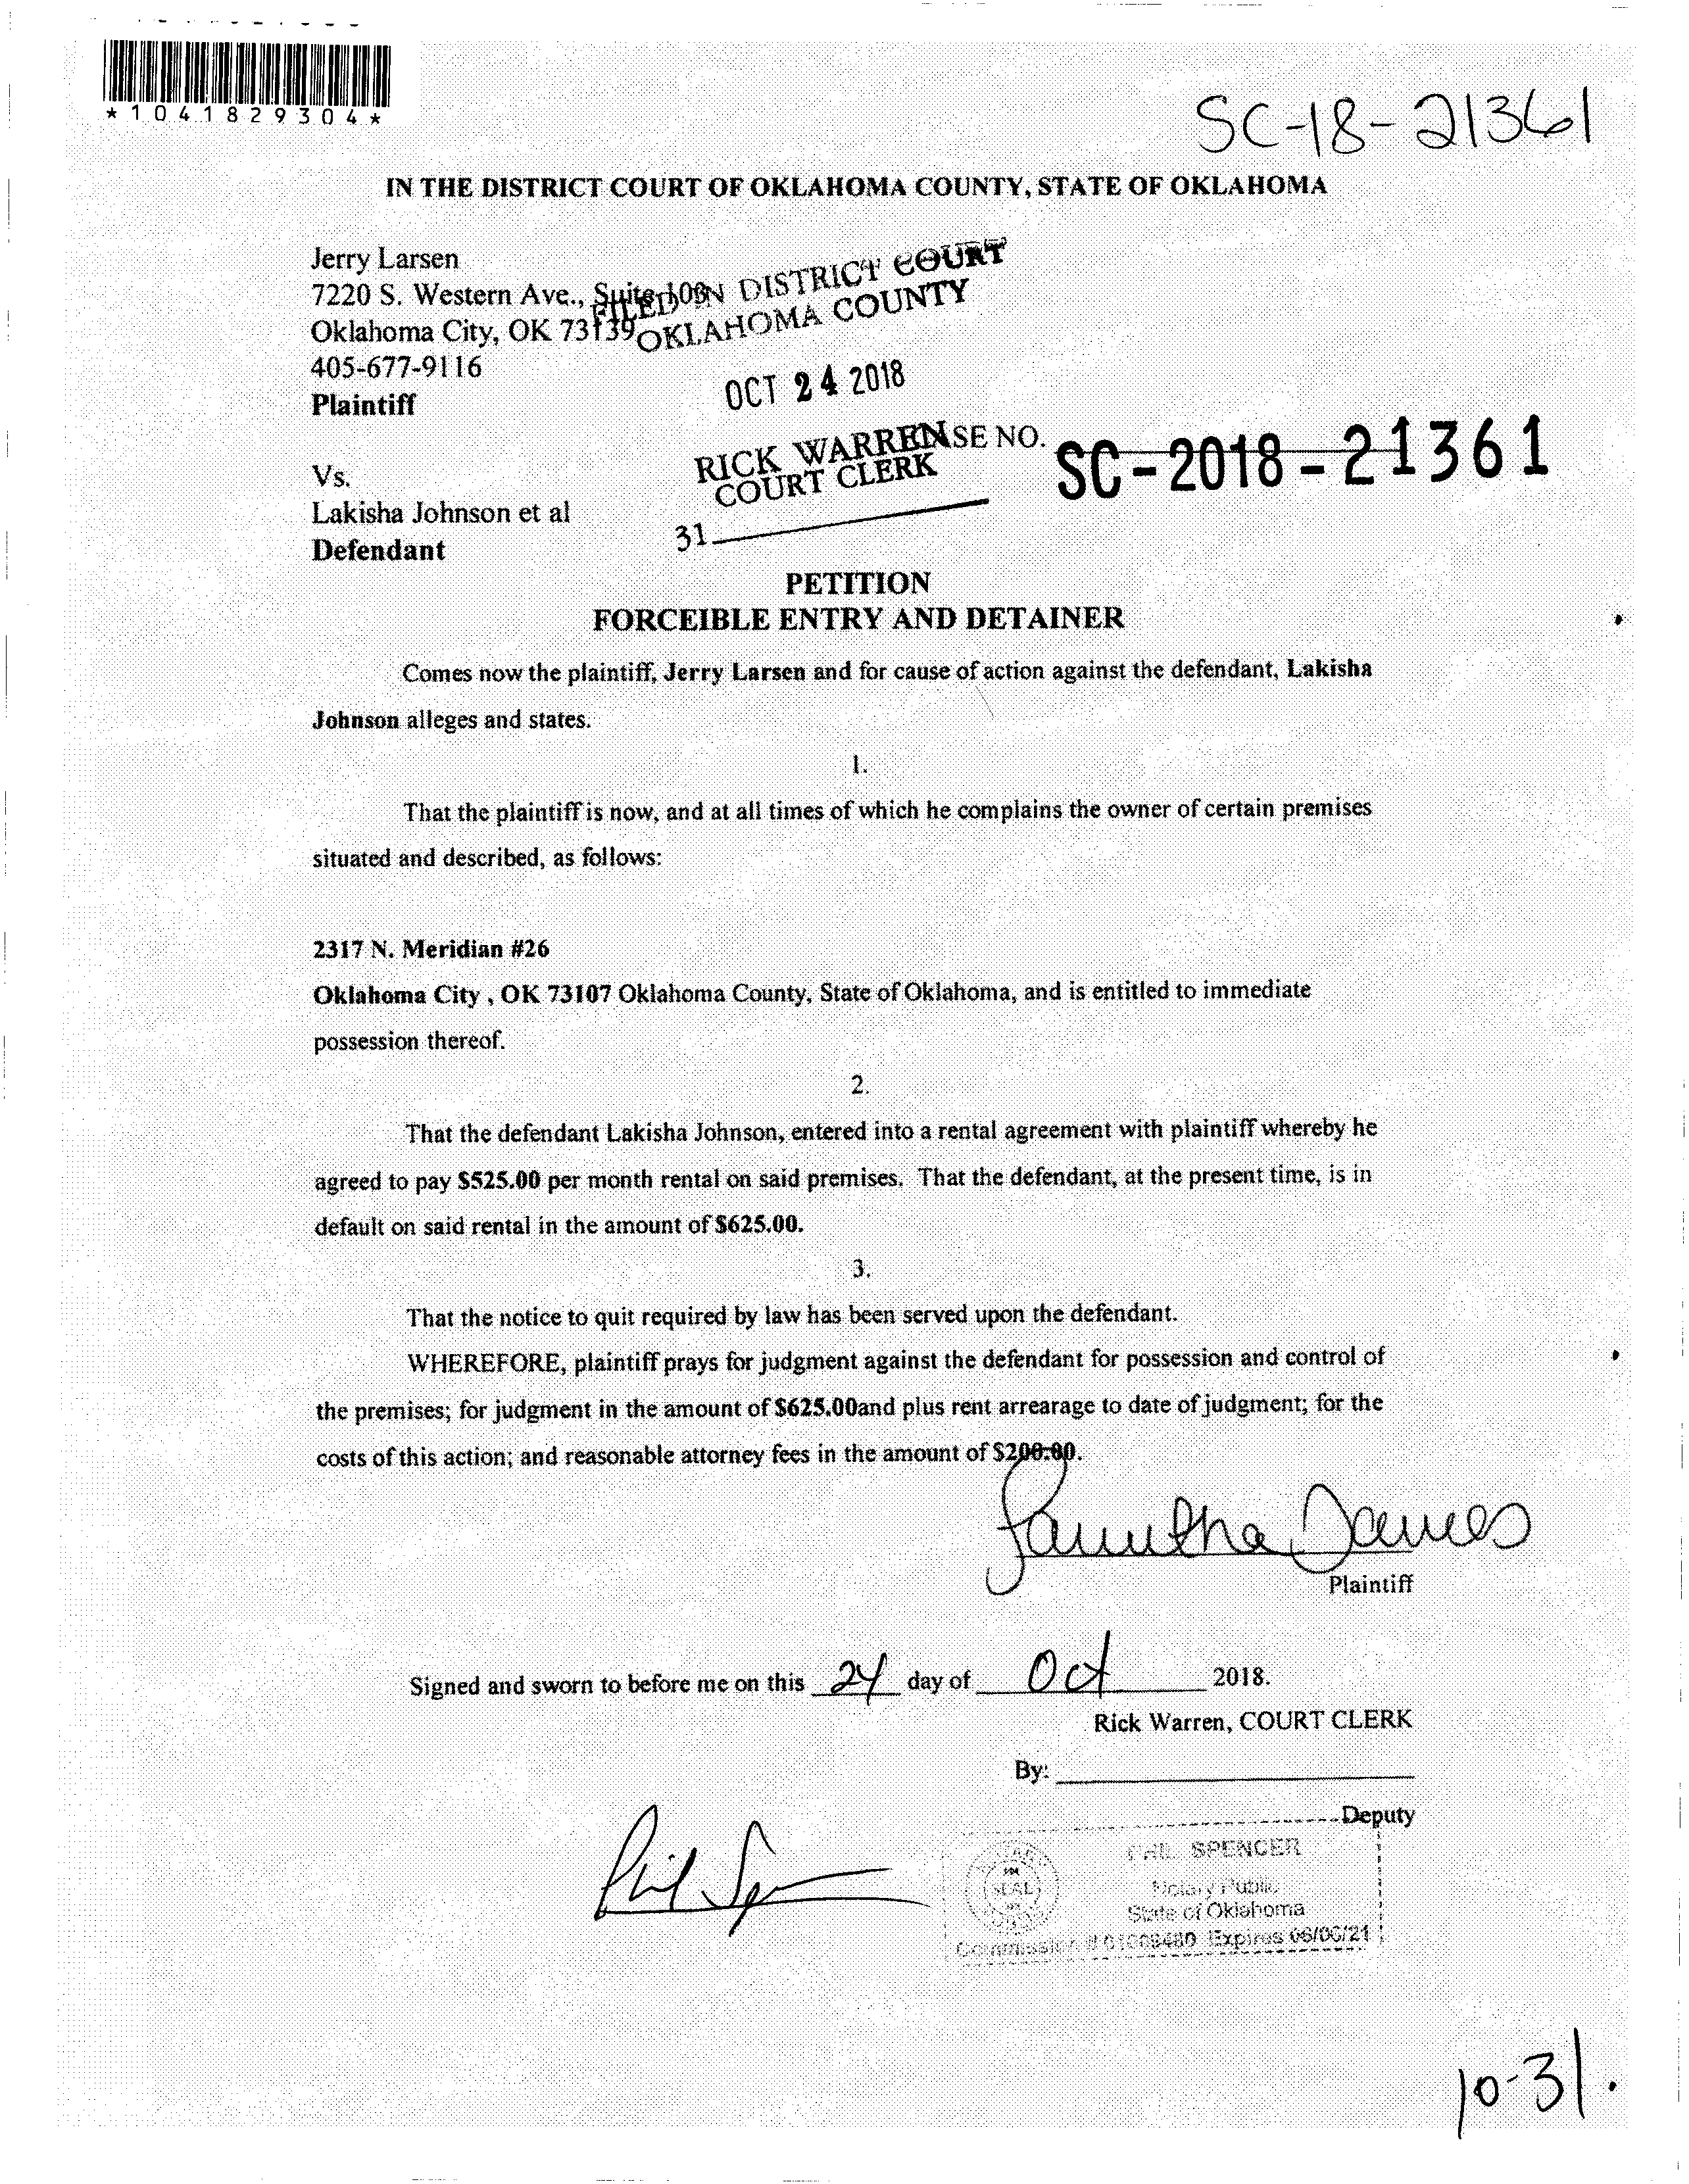 *1041829304*
SC-18-21361
IN THE DISTRICT COURT OF OKLAHOMA COUNTY, STATE OF OKLAHOMA
Jerry Larsen
7220 S. Western Ave., Suite
Oklahoma City, OK 73139
405-677-9116
Plaintiff
FILED IN DISTRICT COURT
OKLAHOMA COUNTY
OCT 24 2018
RICK WARREN
COURT CLERK
31
SE NO.
SC-2018-21361
Vs.
Lakisha Johnson et al
Defendant
PETITION
FORCEIBLE ENTRY AND DETAINER
Comes now the plaintiff, Jerry Larsen and for cause of action against the defendant, Lakisha
Johnson alleges and states.
1.
That the plaintiff is now, and at all times of which he complains the owner of certain premises
situated and described, as follows:
2317 N. Meridian #26
Oklahoma City , OK 73107 Oklahoma County, State of Oklahoma, and is entitled to immediate
possession thereof.
2.
That the defendant Lakisha Johnson, entered into a rental agreement with plaintiff whereby he
agreed to pay $525.00 per month rental on said premises. That the defendant, at the present time, is in
default on said rental in the amount of $625.00.
3.
That the notice to quit required by law has been served upon the defendant.
WHEREFORE, plaintiff prays for judgment against the defendant for possession and control of
the premises; for judgment in the amount of $625.00and plus rent arrearage to date of judgment; for the
costs of this action; and reasonable attorney fees in the amount of $200.00.
Samutha James
Plaintiff
Signed and sworn to before me on this 24 day of Oct 2018.
Rick Warren, COURT CLERK
By:
Deputy
Phil Sp
PHIL SPENCER
Notary Public
SEAL
State of Oklahoma
Commission # Expires 06/06/21
10-31.